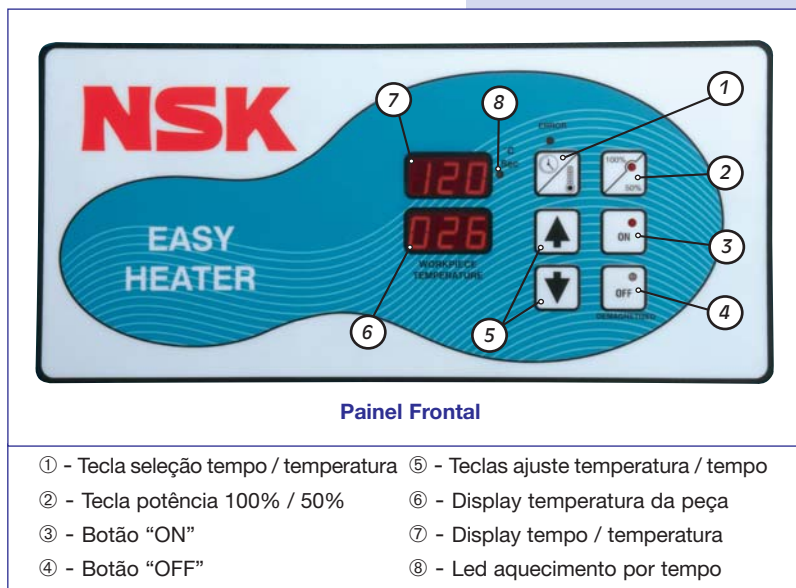 NSK
EASY
HEATER
7
8
1
ERROR
C
Sec.
120
100%
50%
2
026
ON
3
WORKPIECE
TEMPERATURE
OFF
4
DEMAGNETIZED
6
5
Painel Frontal
① - Tecla seleção tempo / temperatura
② - Tecla potência 100% / 50%
③ - Botão “ON”
④ - Botão “OFF”
⑤ - Teclas ajuste temperatura / tempo
⑥ - Display temperatura da peça
⑦ - Display tempo / temperatura
⑧ - Led aquecimento por tempo